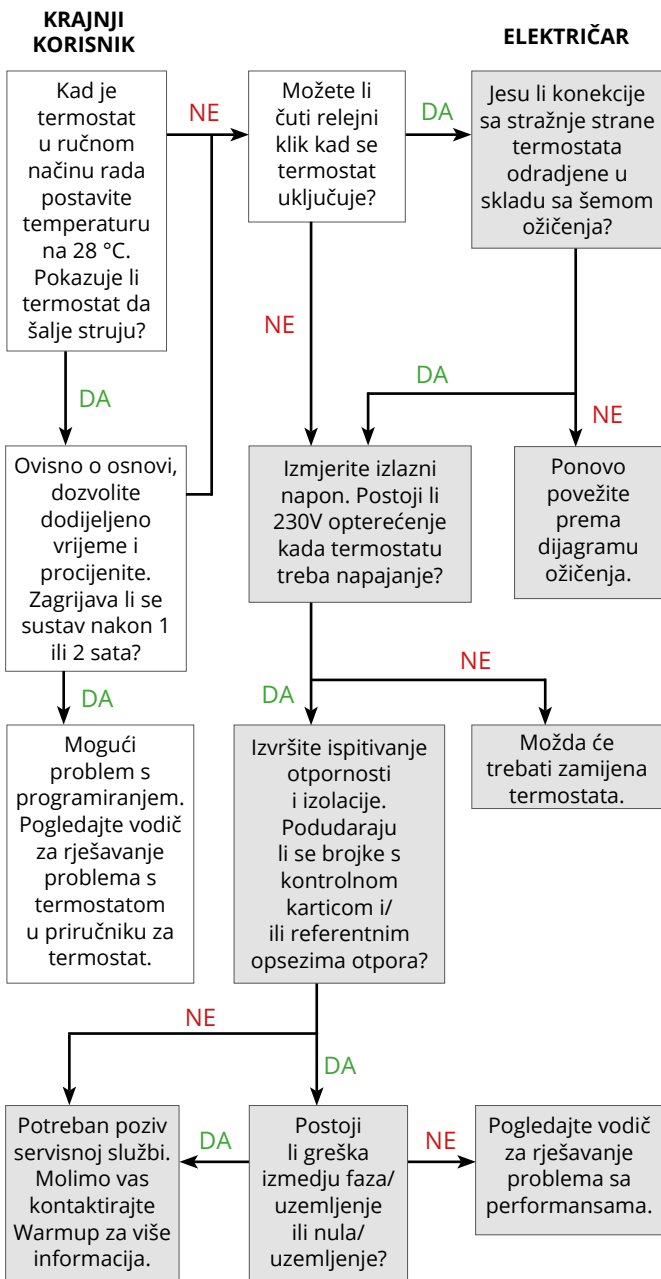 KRAJNJI
KORISNIK
ELEKTRIČAR
Kad je
termostat
u ručnom
načinu rada
postavite
temperaturu
na 28 °C.
Pokazuje li
termostat da
šalje struju?
NE
Možete li
čuti relejni
klik kad se
termostat
uključuje?
DA
Jesu li konekcije
sa stražnje strane
termostata
odradjene u
skladu sa šemom
ožičenja?
DA
NE
DA
NE
Ovisno o osnovi,
dozvolite
dodijeljeno
vrijeme i
procijenite.
Zagrijava li se
sustav nakon 1
ili 2 sata?
Izmjerite izlazni
napon. Postoji li
230V opterećenje
kada termostatu
treba napajanje?
Ponovo
povežite
prema
dijagramu
ožičenja.
DA
DA
NE
Mogući
problem s
programiranjem.
Pogledajte vodič
za rješavanje
problema s
termostatom
u priručniku za
termostat.
Izvršite ispitivanje
otpornosti
i izolacije.
Podudaraju
li se brojke s
kontrolnom
karticom i/
ili referentnim
opsezima otpora?
Možda će
trebati zamijena
termostata.
NE
DA
Potreban poziv
servisnoj službi.
Molimo vas
kontaktirajte
Warmup za više
informacija.
DA
Postoji
li greška
izmedju faza/
uzemljenje
ili nula/
uzemljenje?
NE
Pogledajte vodič
za rješavanje
problema sa
performansama.